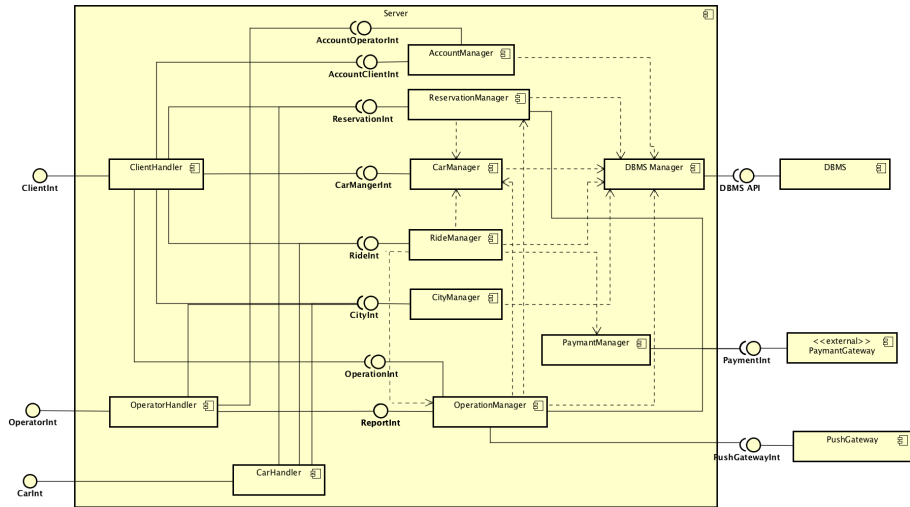 Server
AccountOperatorInt
AccountManager
AccountClientInt
ReservationManager
ReservationInt
ClientHandler
CarManager
DBMS Manager
DBMS
ClientInt
CarMangerInt
DBMS API
RideManager
RideInt
CityManager
CityInt
PaymantManager
<<external>>
PaymantGateway
PaymentInt
OperationInt
OperatorHandler
OperationManager
OperatorInt
ReportInt
PushGateway
PushGatewayInt
CarHandler
CarInt